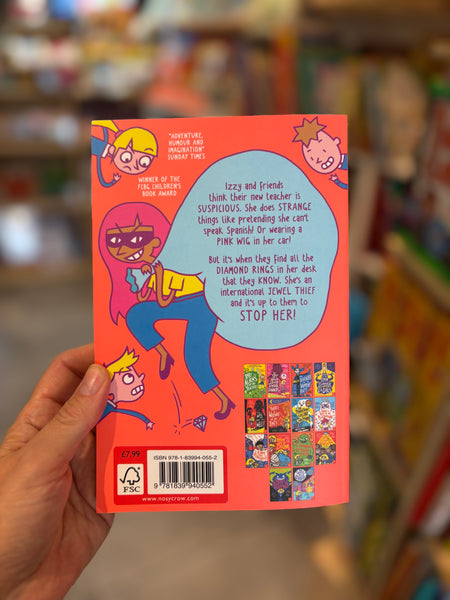 "ADVENTURE,
HUMOUR AND
IMAGINATION"
SUNDAY TIMES
WINNER OF THE
FCBG CHILDREN'S
BOOK AWARD
Izzy and friends
think their new teacher is
SUSPICIOUS. She does STRANGE
things like pretending she can't
speak Spanish! Or wearing a
PINK WIG in her car!
But it's when they find all the
DIAMOND RINGS in her desk
that they KNOW. She's an
international JEWEL THIEF
and it's up to them to
STOP HER!
£7.99
FSC
ISBN 978-1-83994-055-2
9 781839 940552
www.nosycrow.com